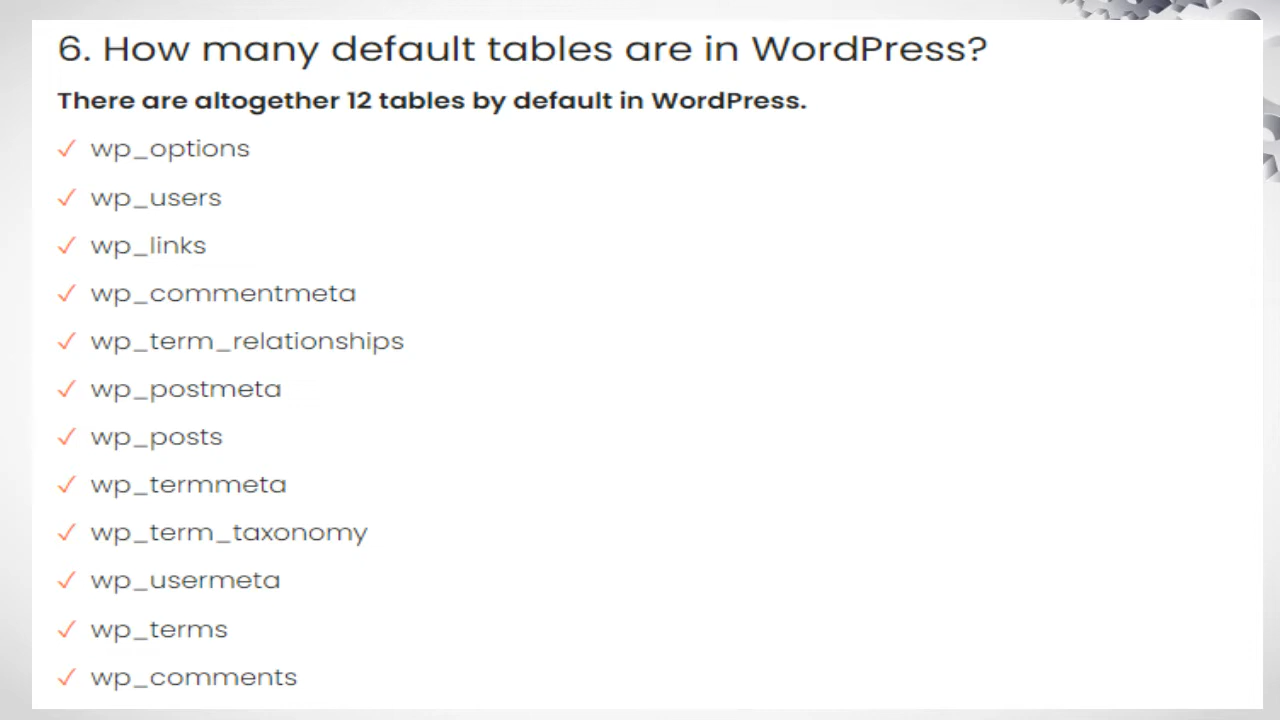 6. How many default tables are in WordPress?
There are altogether 12 tables by default in WordPress.
✓ wp_options
✓ wp_users
✓ wp_links
✓ wp_commentmeta
✓ wp_term_relationships
✓ wp_postmeta
✓ wp_posts
✓ wp_termmeta
✓ wp_term_taxonomy
✓ wp_usermeta
✓ wp_terms
✓ wp_comments